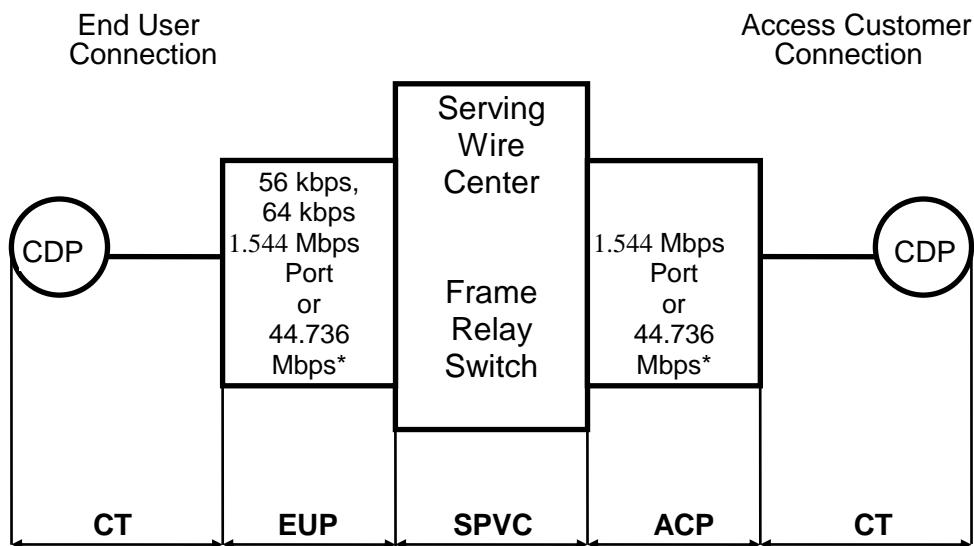 End User
Connection
Access Customer
Connection
Serving
Wire
Center
Frame
Relay
Switch
56 kbps,
64 kbps
1.544 Mbps
Port
or
44.736
Mbps*
1.544 Mbps
Port
or
44.736
Mbps*
CDP
CDP
CT
EUP
SPVC
ACP
CT